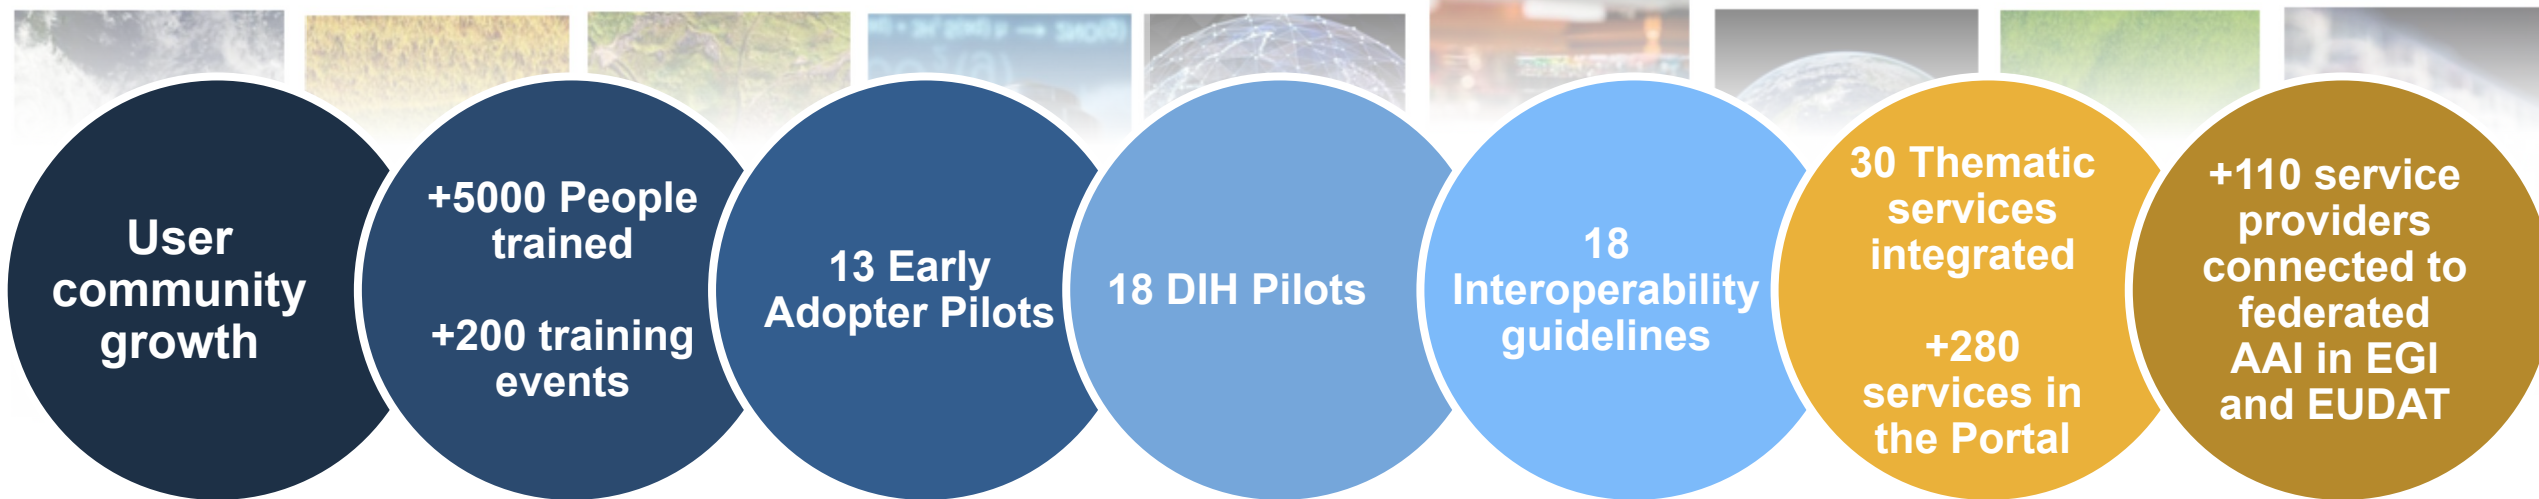 User
community
growth
+5000 People
trained
+200 training
events
13 Early
Adopter Pilots
18 DIH Pilots
18
Interoperability
guidelines
30 Thematic
services
integrated
+280
services in
the Portal
+110 service
providers
connected to
federated
AAI in EGI
and EUDAT